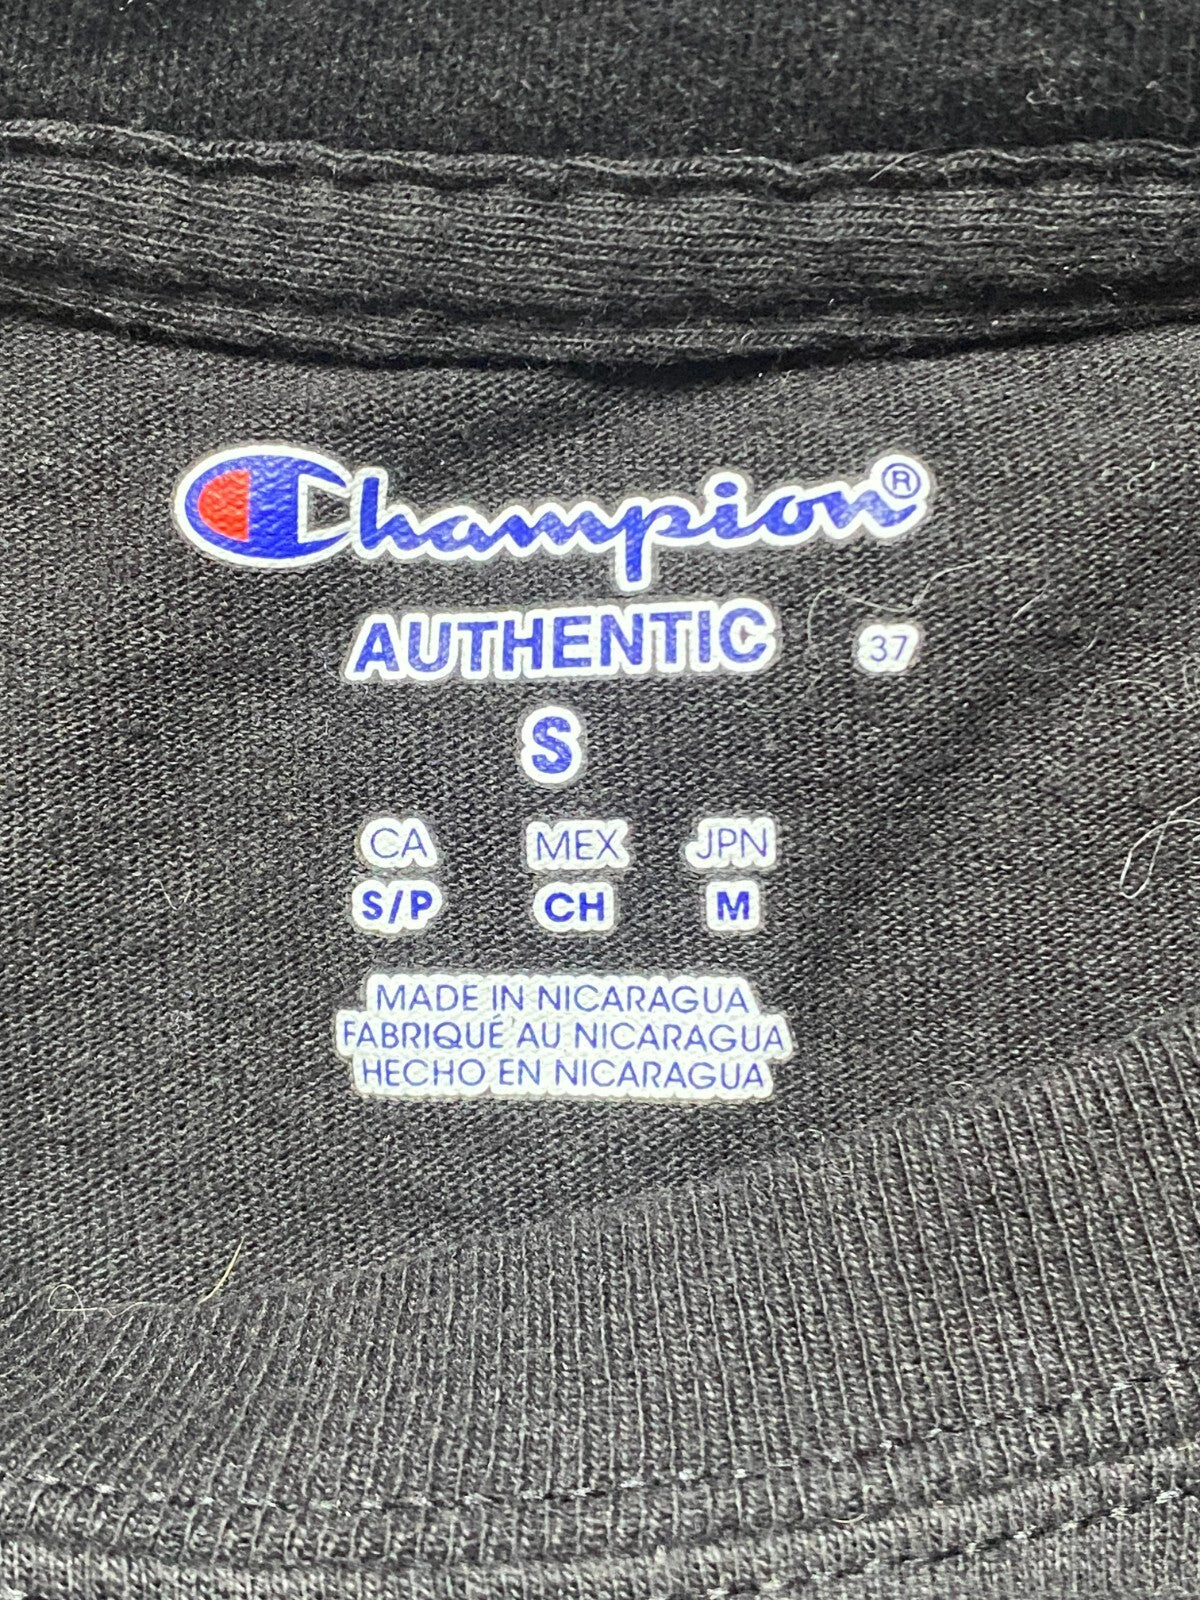 Champion®
AUTHENTIC 37
S
CA MEX JPN
S/P CH M
MADE IN NICARAGUA
FABRIQUÉ AU NICARAGUA
HECHO EN NICARAGUA